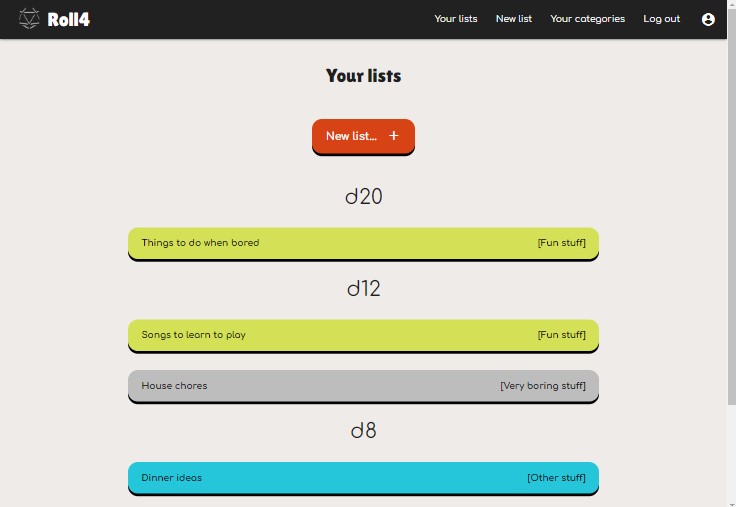 Roll4 Your lists New list Your categories Log out
Your lists
New list... +
d20
Things to do when bored [Fun stuff]
d12
Songs to learn to play [Fun stuff]
House chores [Very boring stuff]
d8
Dinner ideas [Other stuff]